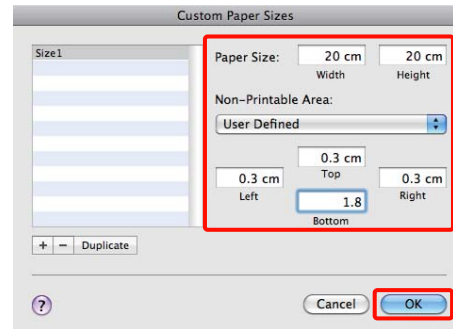 Custom Paper Sizes
Size1
Paper Size: 20 cm 20 cm
Width Height
Non-Printable Area:
User Defined
0.3 cm
Top
0.3 cm 0.3 cm
Left Right
1.8
Bottom
+ - Duplicate
? Cancel OK